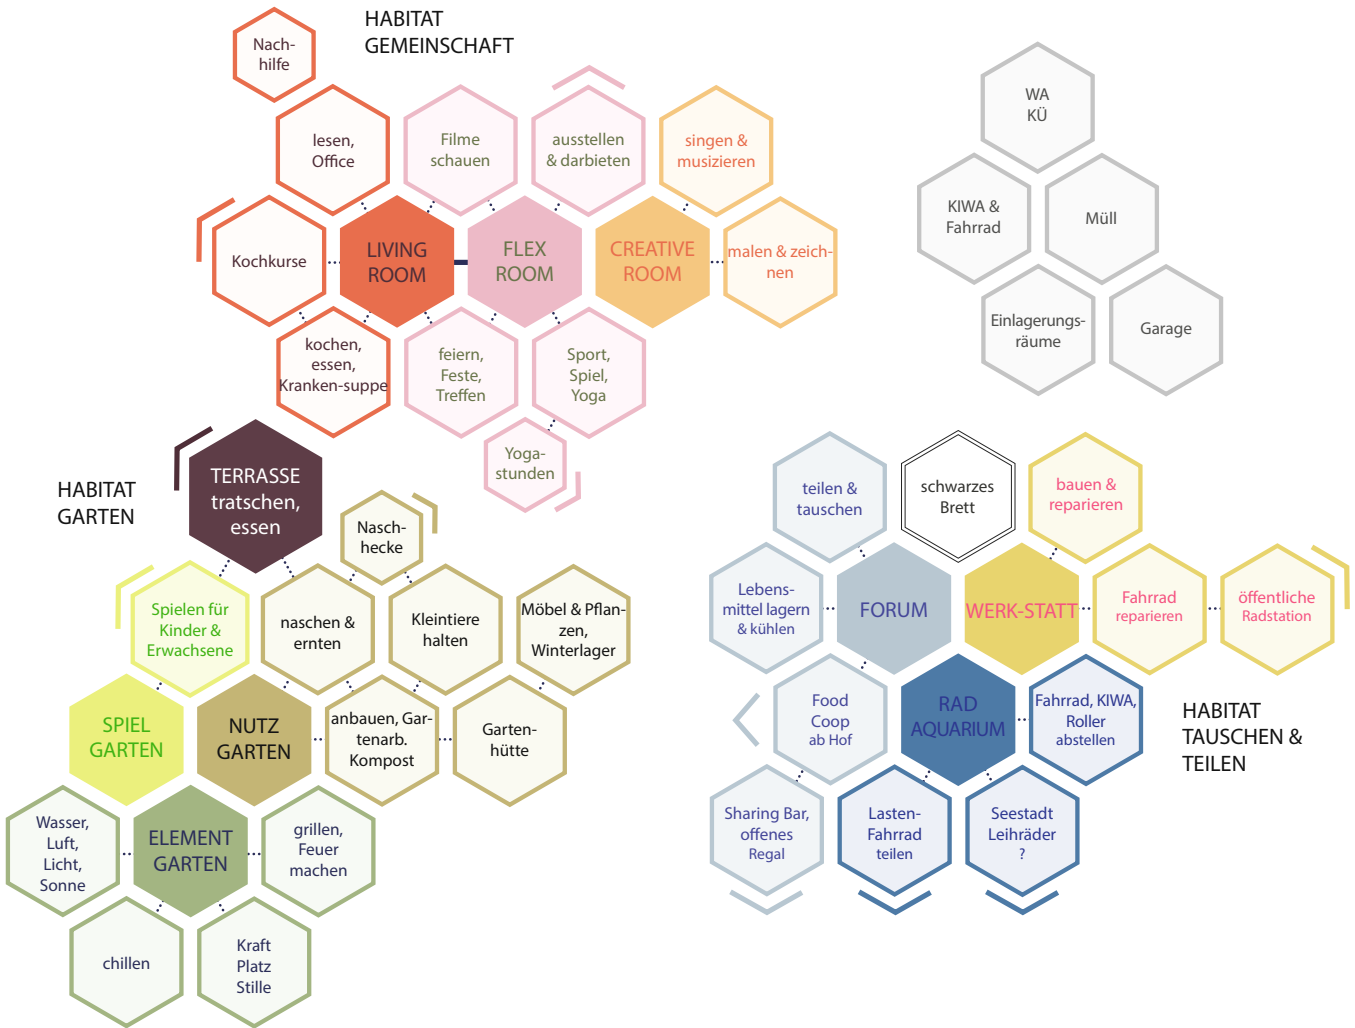 HABITAT
GEMEINSCHAFT
Nach-
hilfe
lesen,
Office
Filme
schauen
ausstellen
& darbieten
singen &
musizieren
Kochkurse
LIVING
ROOM
FLEX
ROOM
CREATIVE
ROOM
malen & zeich-
nen
kochen,
essen,
Kranken-suppe
feiern,
Feste,
Treffen
Sport,
Spiel,
Yoga
Yoga-
stunden
WA
KÜ
KIWA &
Fahrrad
Müll
Einlagerungs-
räume
Garage
HABITAT
GARTEN
TERRASSE
tratschen,
essen
Nasch-
hecke
Spielen für
Kinder &
Erwachsene
naschen &
ernten
Kleintiere
halten
Möbel & Pflan-
zen,
Winterlager
SPIEL
GARTEN
NUTZ
GARTEN
anbauen, Gar-
tenarb.
Kompost
Garten-
hütte
Wasser,
Luft,
Licht,
Sonne
ELEMENT
GARTEN
grillen,
Feuer
machen
chillen
Kraft
Platz
Stille
teilen &
tauschen
schwarzes
Brett
bauen &
reparieren
Lebens-
mittel lagern
& kühlen
FORUM
WERK-STATT
Fahrrad
reparieren
öffentliche
Radstation
Food
Coop
ab Hof
RAD
AQUARIUM
Fahrrad, KIWA,
Roller
abstellen
HABITAT
TAUSCHEN &
TEILEN
Sharing Bar,
offenes
Regal
Lasten-
Fahrrad
teilen
Seestadt
Leihräder
?